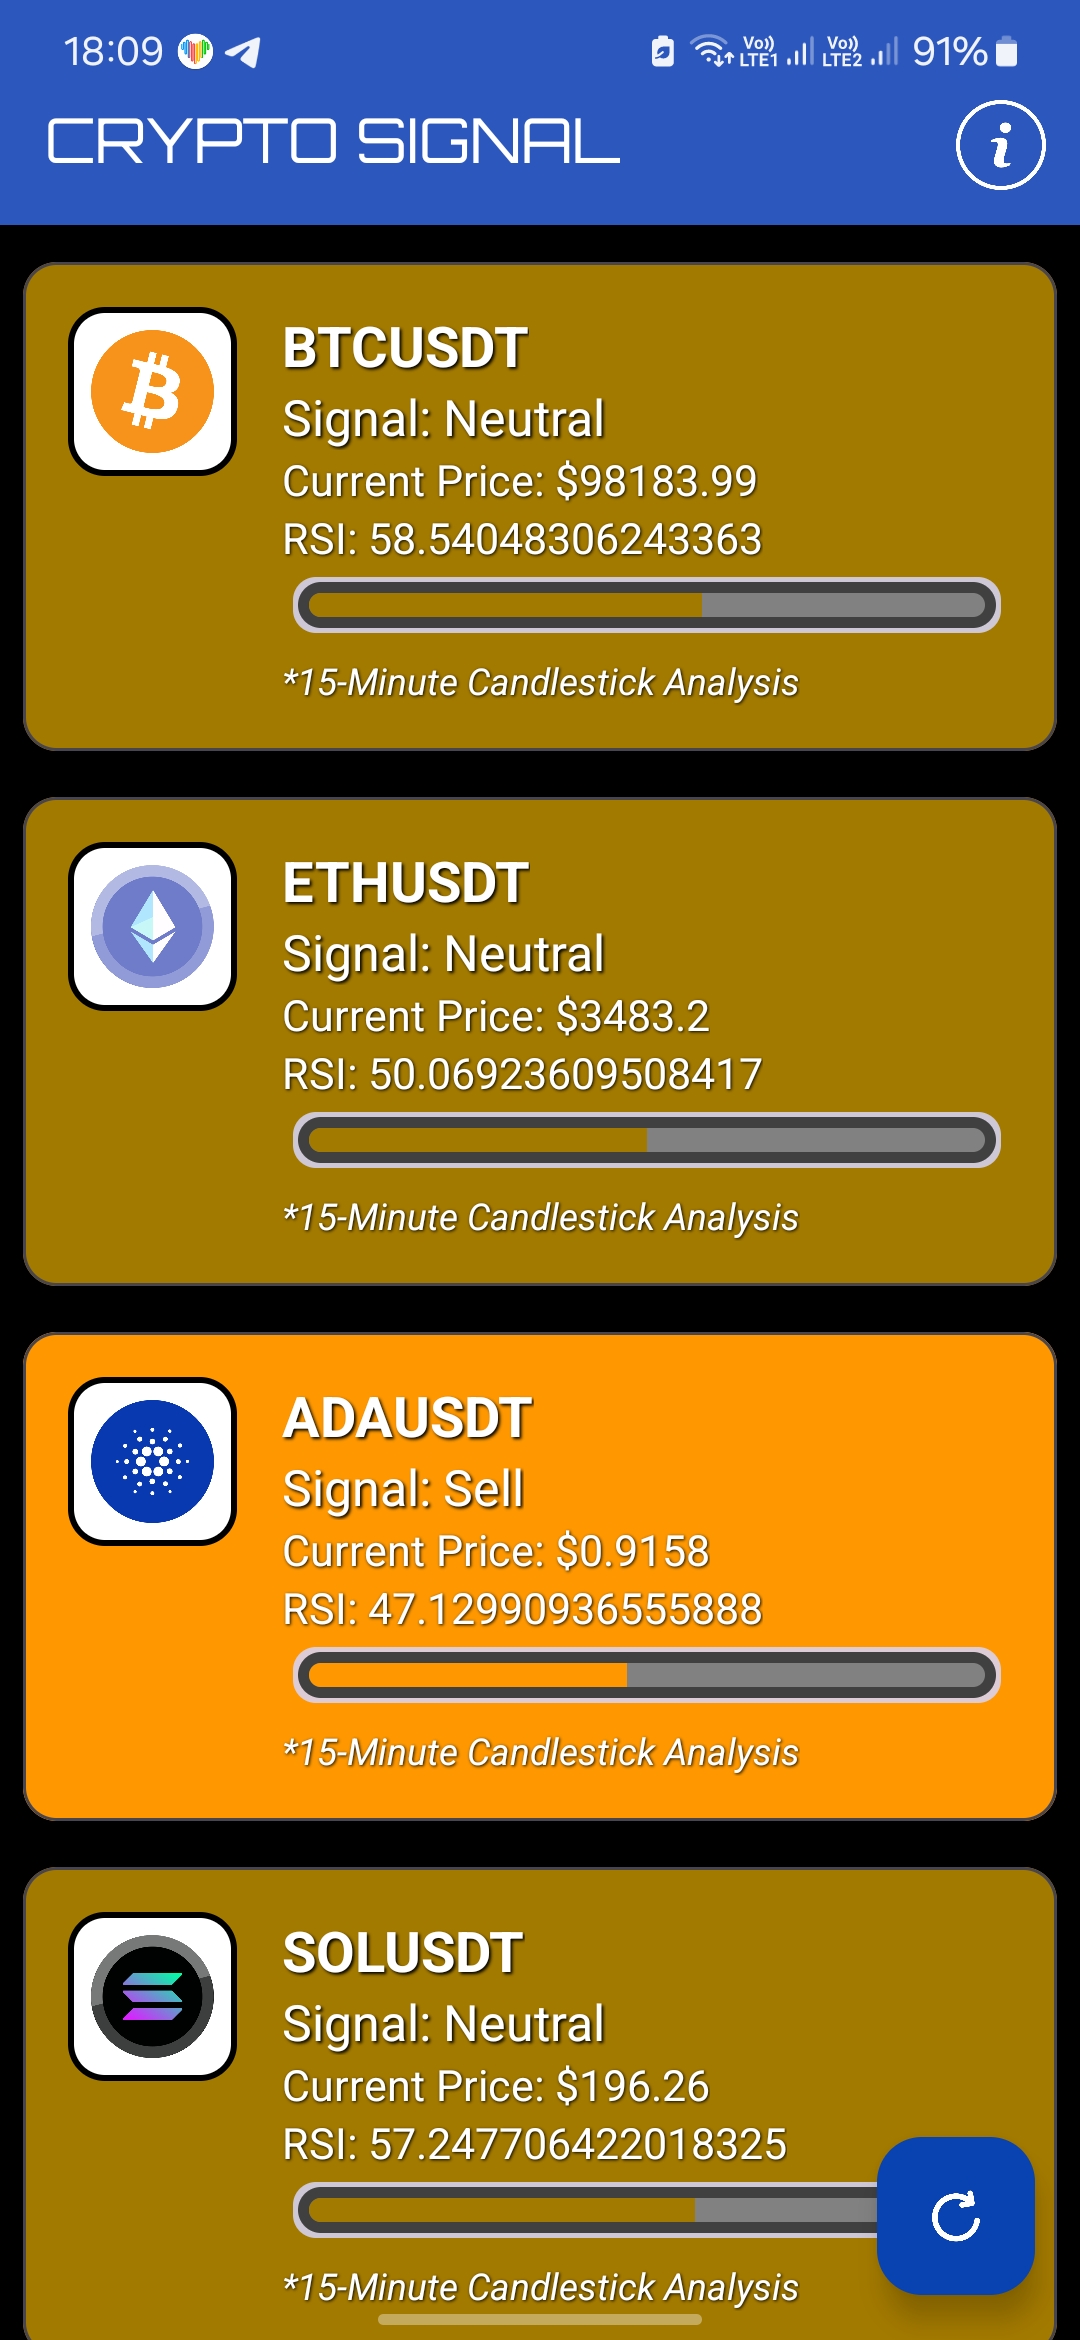 18:09
Vo)) LTE1 Vo)) LTE2 91%
CRYPTO SIGNAL
i
BTCUSDT
Signal: Neutral
Current Price: $98183.99
RSI: 58.54048306243363
*15-Minute Candlestick Analysis
ETHUSDT
Signal: Neutral
Current Price: $3483.2
RSI: 50.06923609508417
*15-Minute Candlestick Analysis
ADAUSDT
Signal: Sell
Current Price: $0.9158
RSI: 47.12990936555888
*15-Minute Candlestick Analysis
SOLUSDT
Signal: Neutral
Current Price: $196.26
RSI: 57.247706422018325
*15-Minute Candlestick Analysis